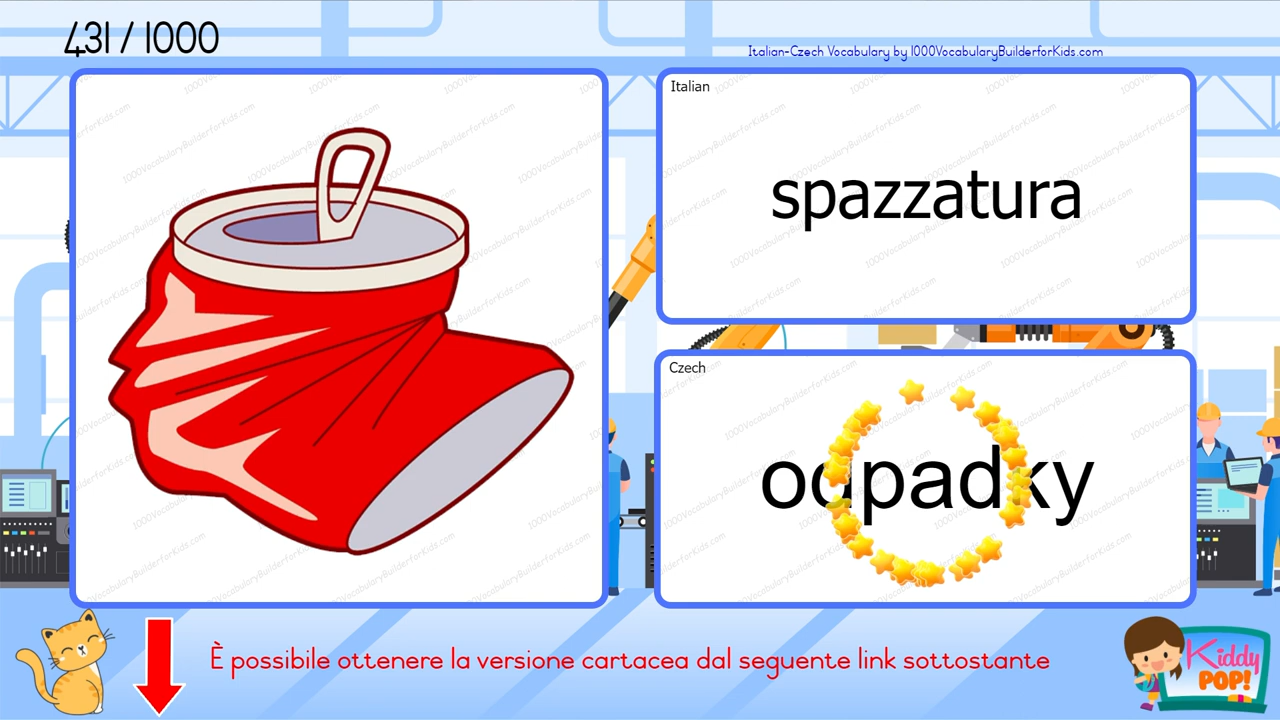 431 / 1000
Italian-Czech Vocabulary by 1000VocabularyBuilderforKids.com
Italian
spazzatura
Czech
odpadky
È possibile ottenere la versione cartacea dal seguente link sottostante
Kiddy
POP!